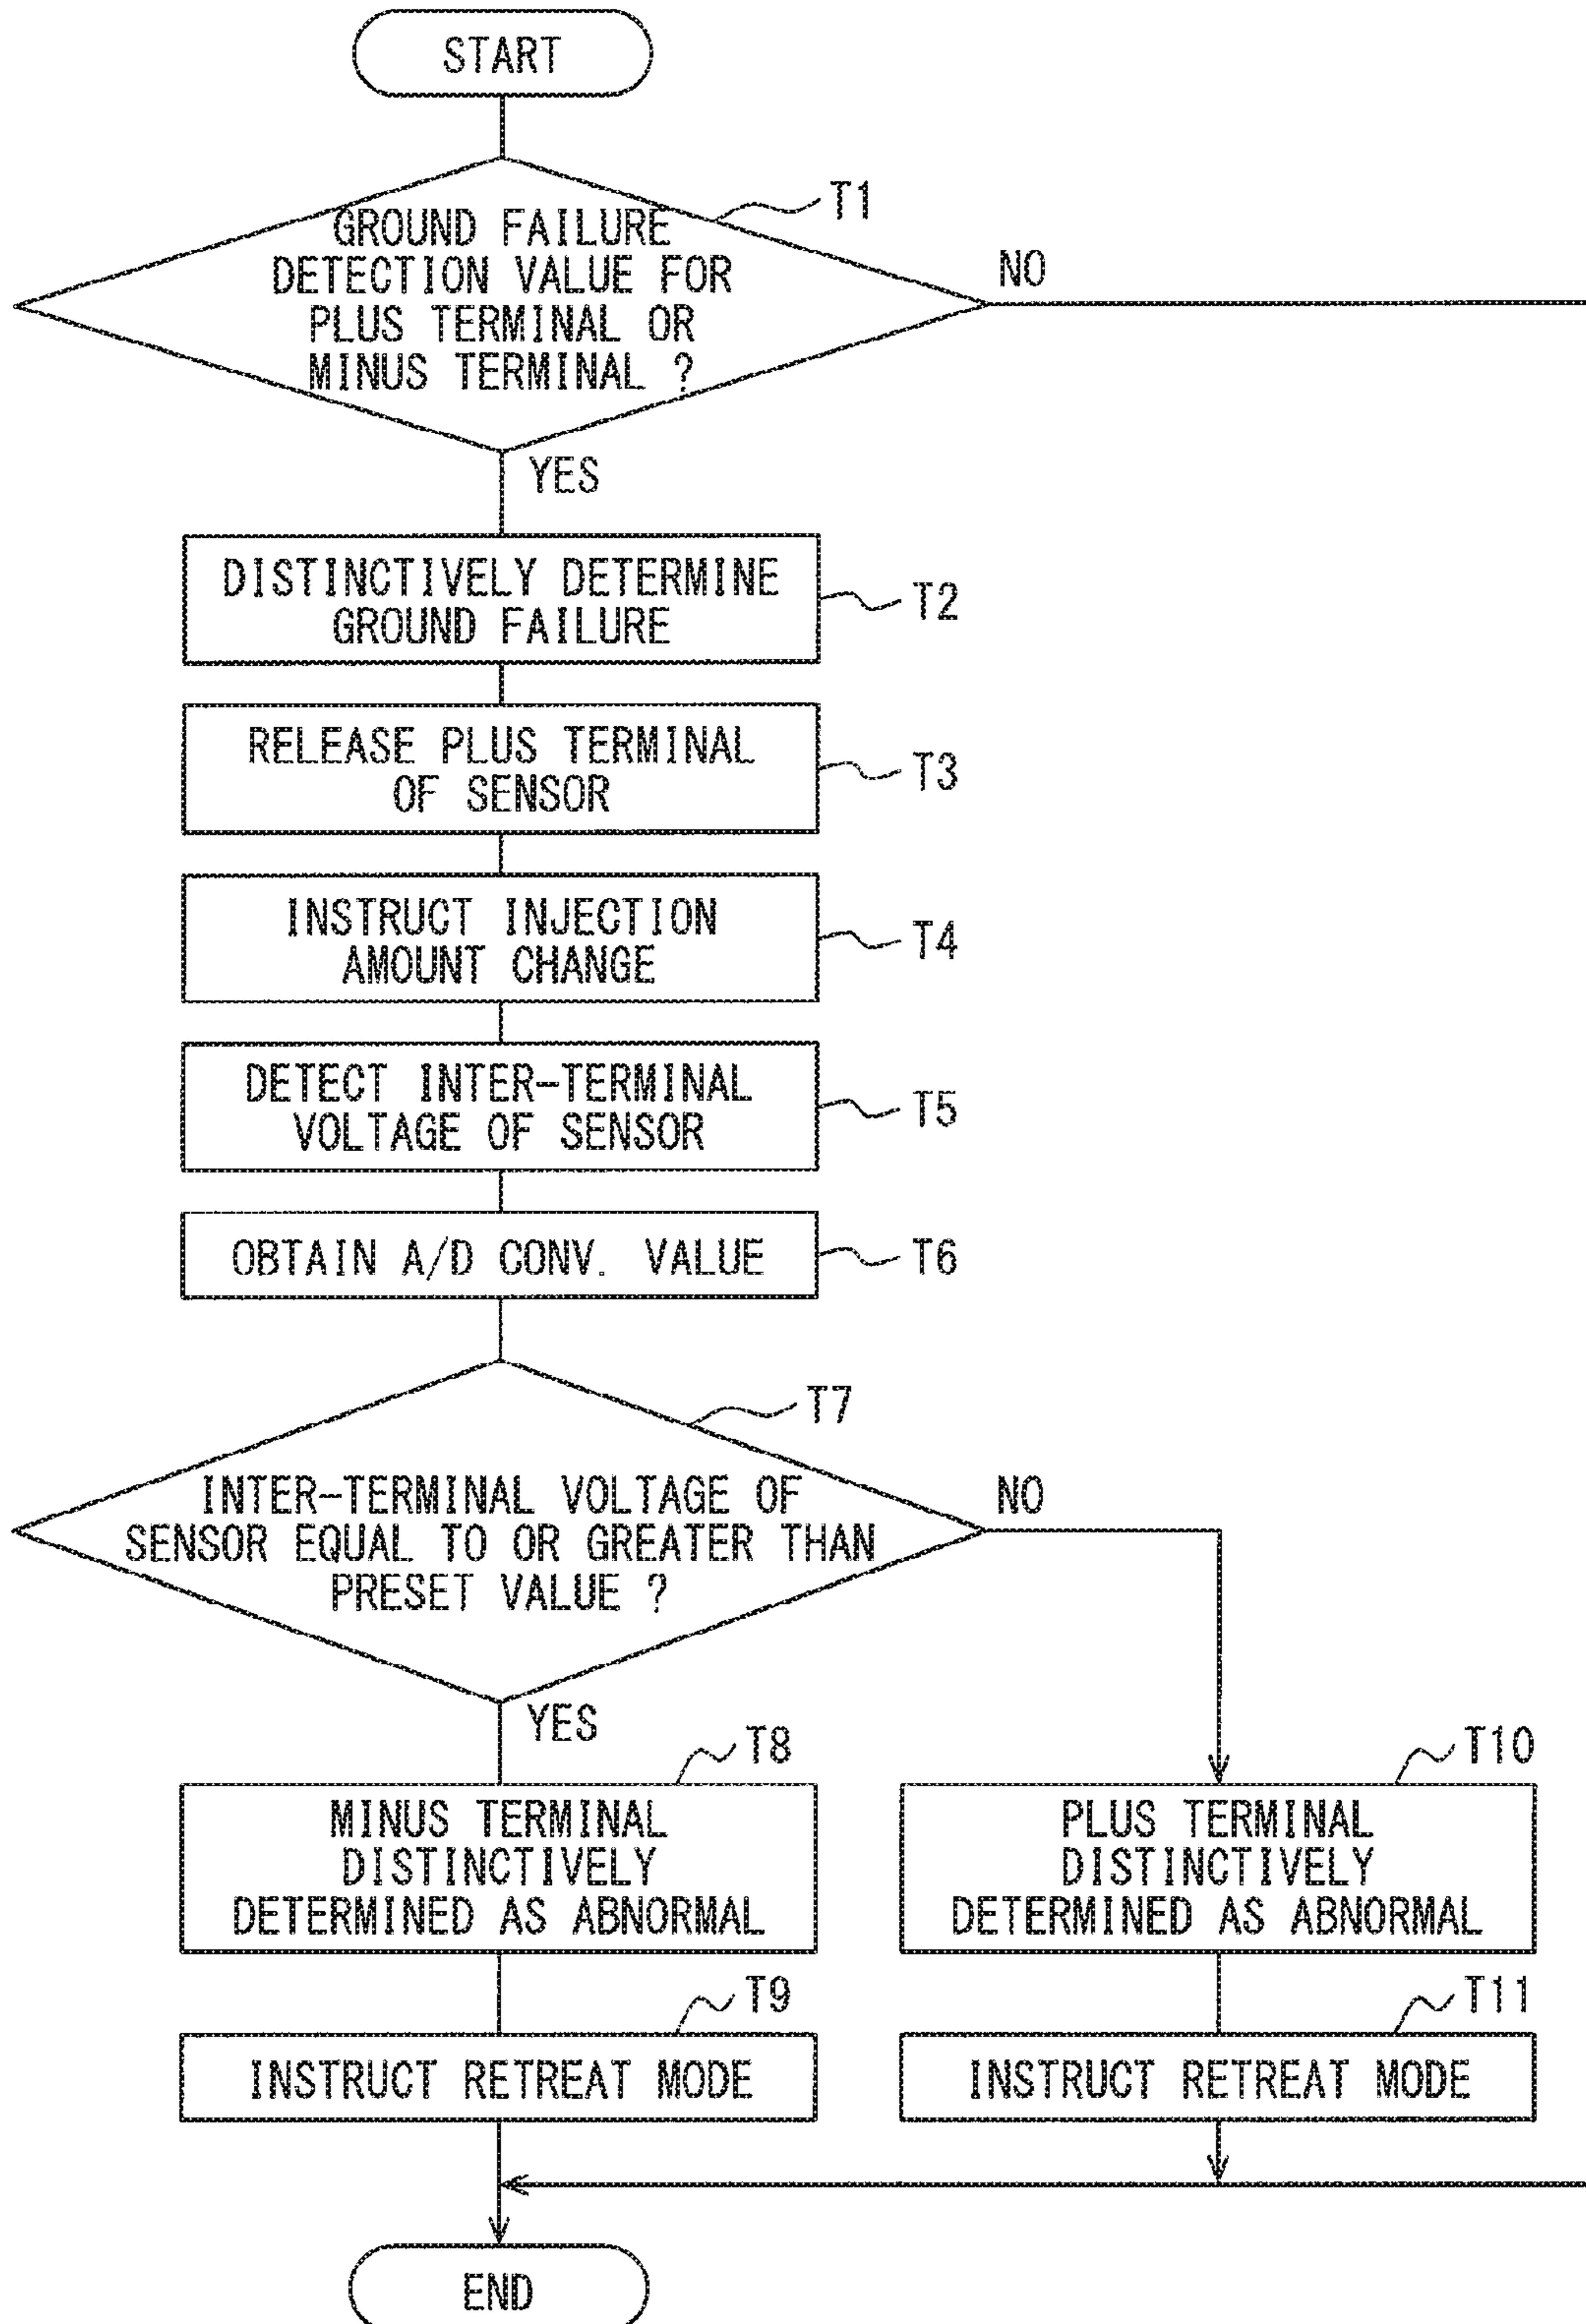 START
T1
GROUND FAILURE
DETECTION VALUE FOR
PLUS TERMINAL OR
MINUS TERMINAL ?
NO
YES
DISTINCTIVELY DETERMINE
GROUND FAILURE
T2
RELEASE PLUS TERMINAL
OF SENSOR
T3
INSTRUCT INJECTION
AMOUNT CHANGE
T4
DETECT INTER-TERMINAL
VOLTAGE OF SENSOR
T5
OBTAIN A/D CONV. VALUE
T6
T7
INTER-TERMINAL VOLTAGE OF
SENSOR EQUAL TO OR GREATER THAN
PRESET VALUE ?
NO
YES
T8
MINUS TERMINAL
DISTINCTIVELY
DETERMINED AS ABNORMAL
T10
PLUS TERMINAL
DISTINCTIVELY
DETERMINED AS ABNORMAL
T9
INSTRUCT RETREAT MODE
T11
INSTRUCT RETREAT MODE
END